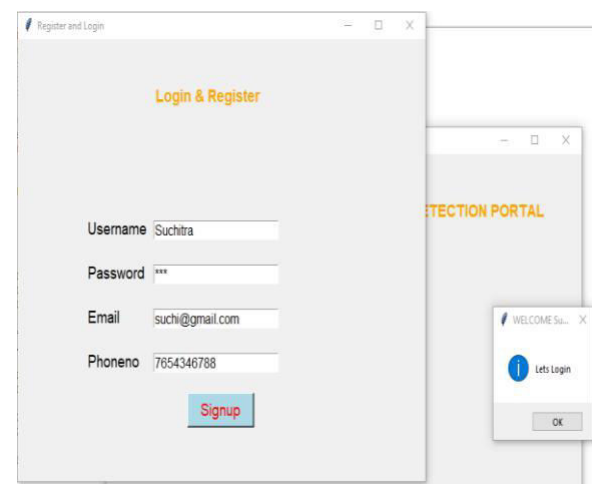 Register and Login
Login & Register
ETECTION PORTAL
Username Suchitra
Password ***
Email suchi@gmail.com
Phoneno 7654346788
Signup
WELCOME Su...
Lets Login
OK